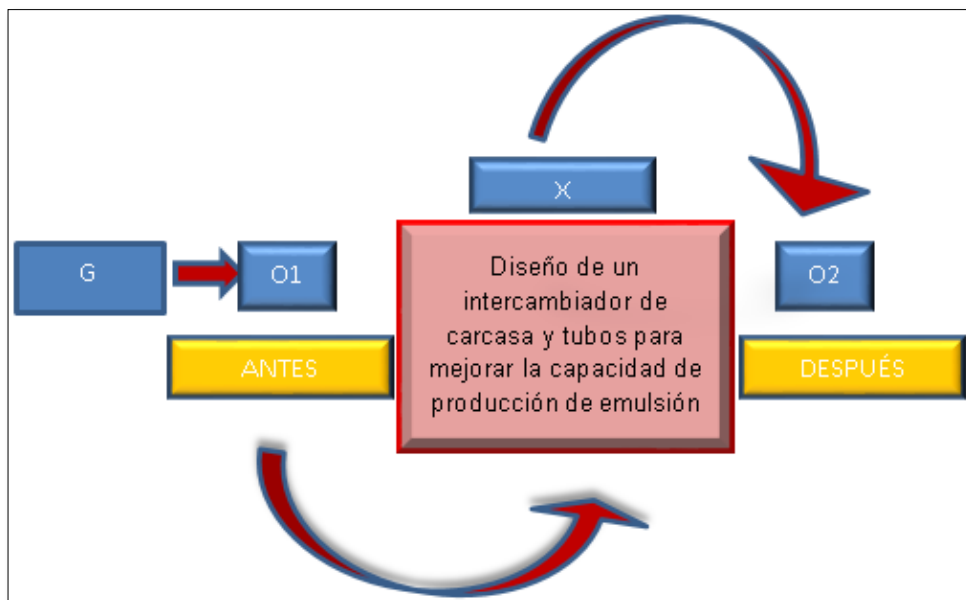 X
G
O1
Diseño de un
intercambiador de
carcasa y tubos para
mejorar la capacidad de
producción de emulsión
O2
ANTES
DESPUÉS